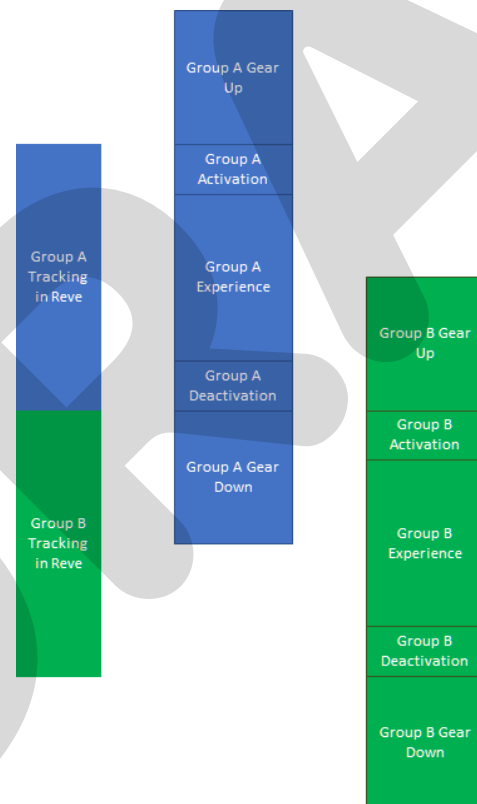 Group A Gear
Up
Group A
Activation
Group A
Tracking
in Reve
Group A
Experience
Group A
Deactivation
Group A Gear
Down
Group B Gear
Up
Group B
Activation
Group B
Tracking
in Reve
Group B
Experience
Group B
Deactivation
Group B Gear
Down